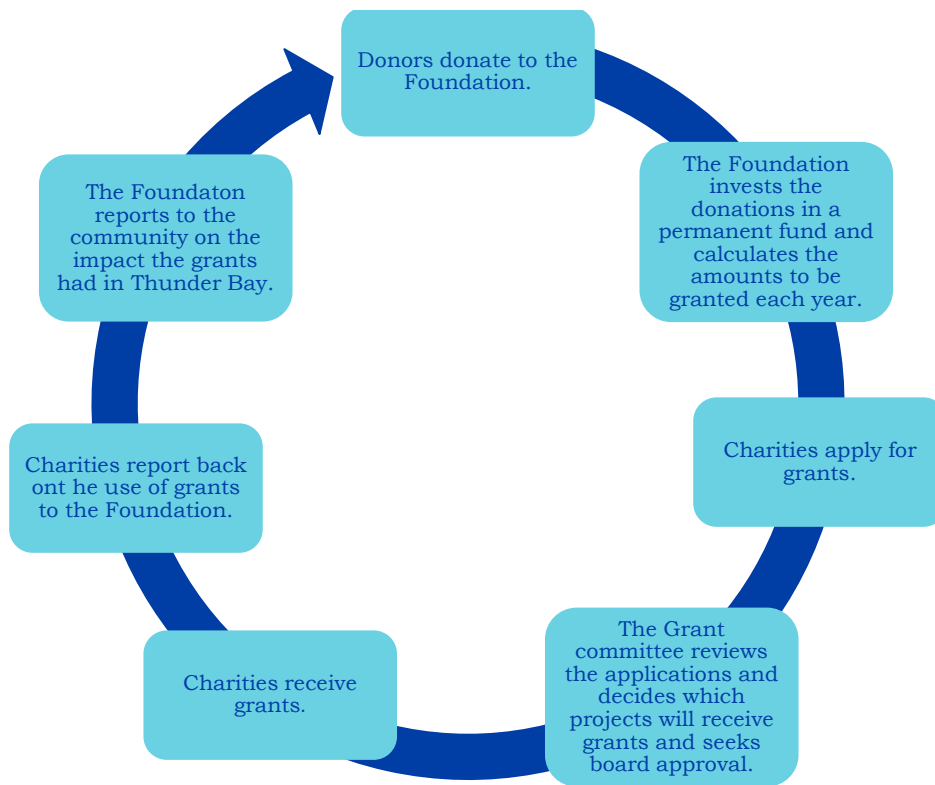 Donors donate to the
Foundation.
The Foundation
invests the
donations in a
permanent fund and
calculates the
amounts to be
granted each year.
Charities apply for
grants.
The Grant
committee reviews
the applications and
decides which
projects will receive
grants and seeks
board approval.
Charities receive
grants.
Charities report back
ont he use of grants
to the Foundation.
The Foundaton
reports to the
community on the
impact the grants
had in Thunder Bay.